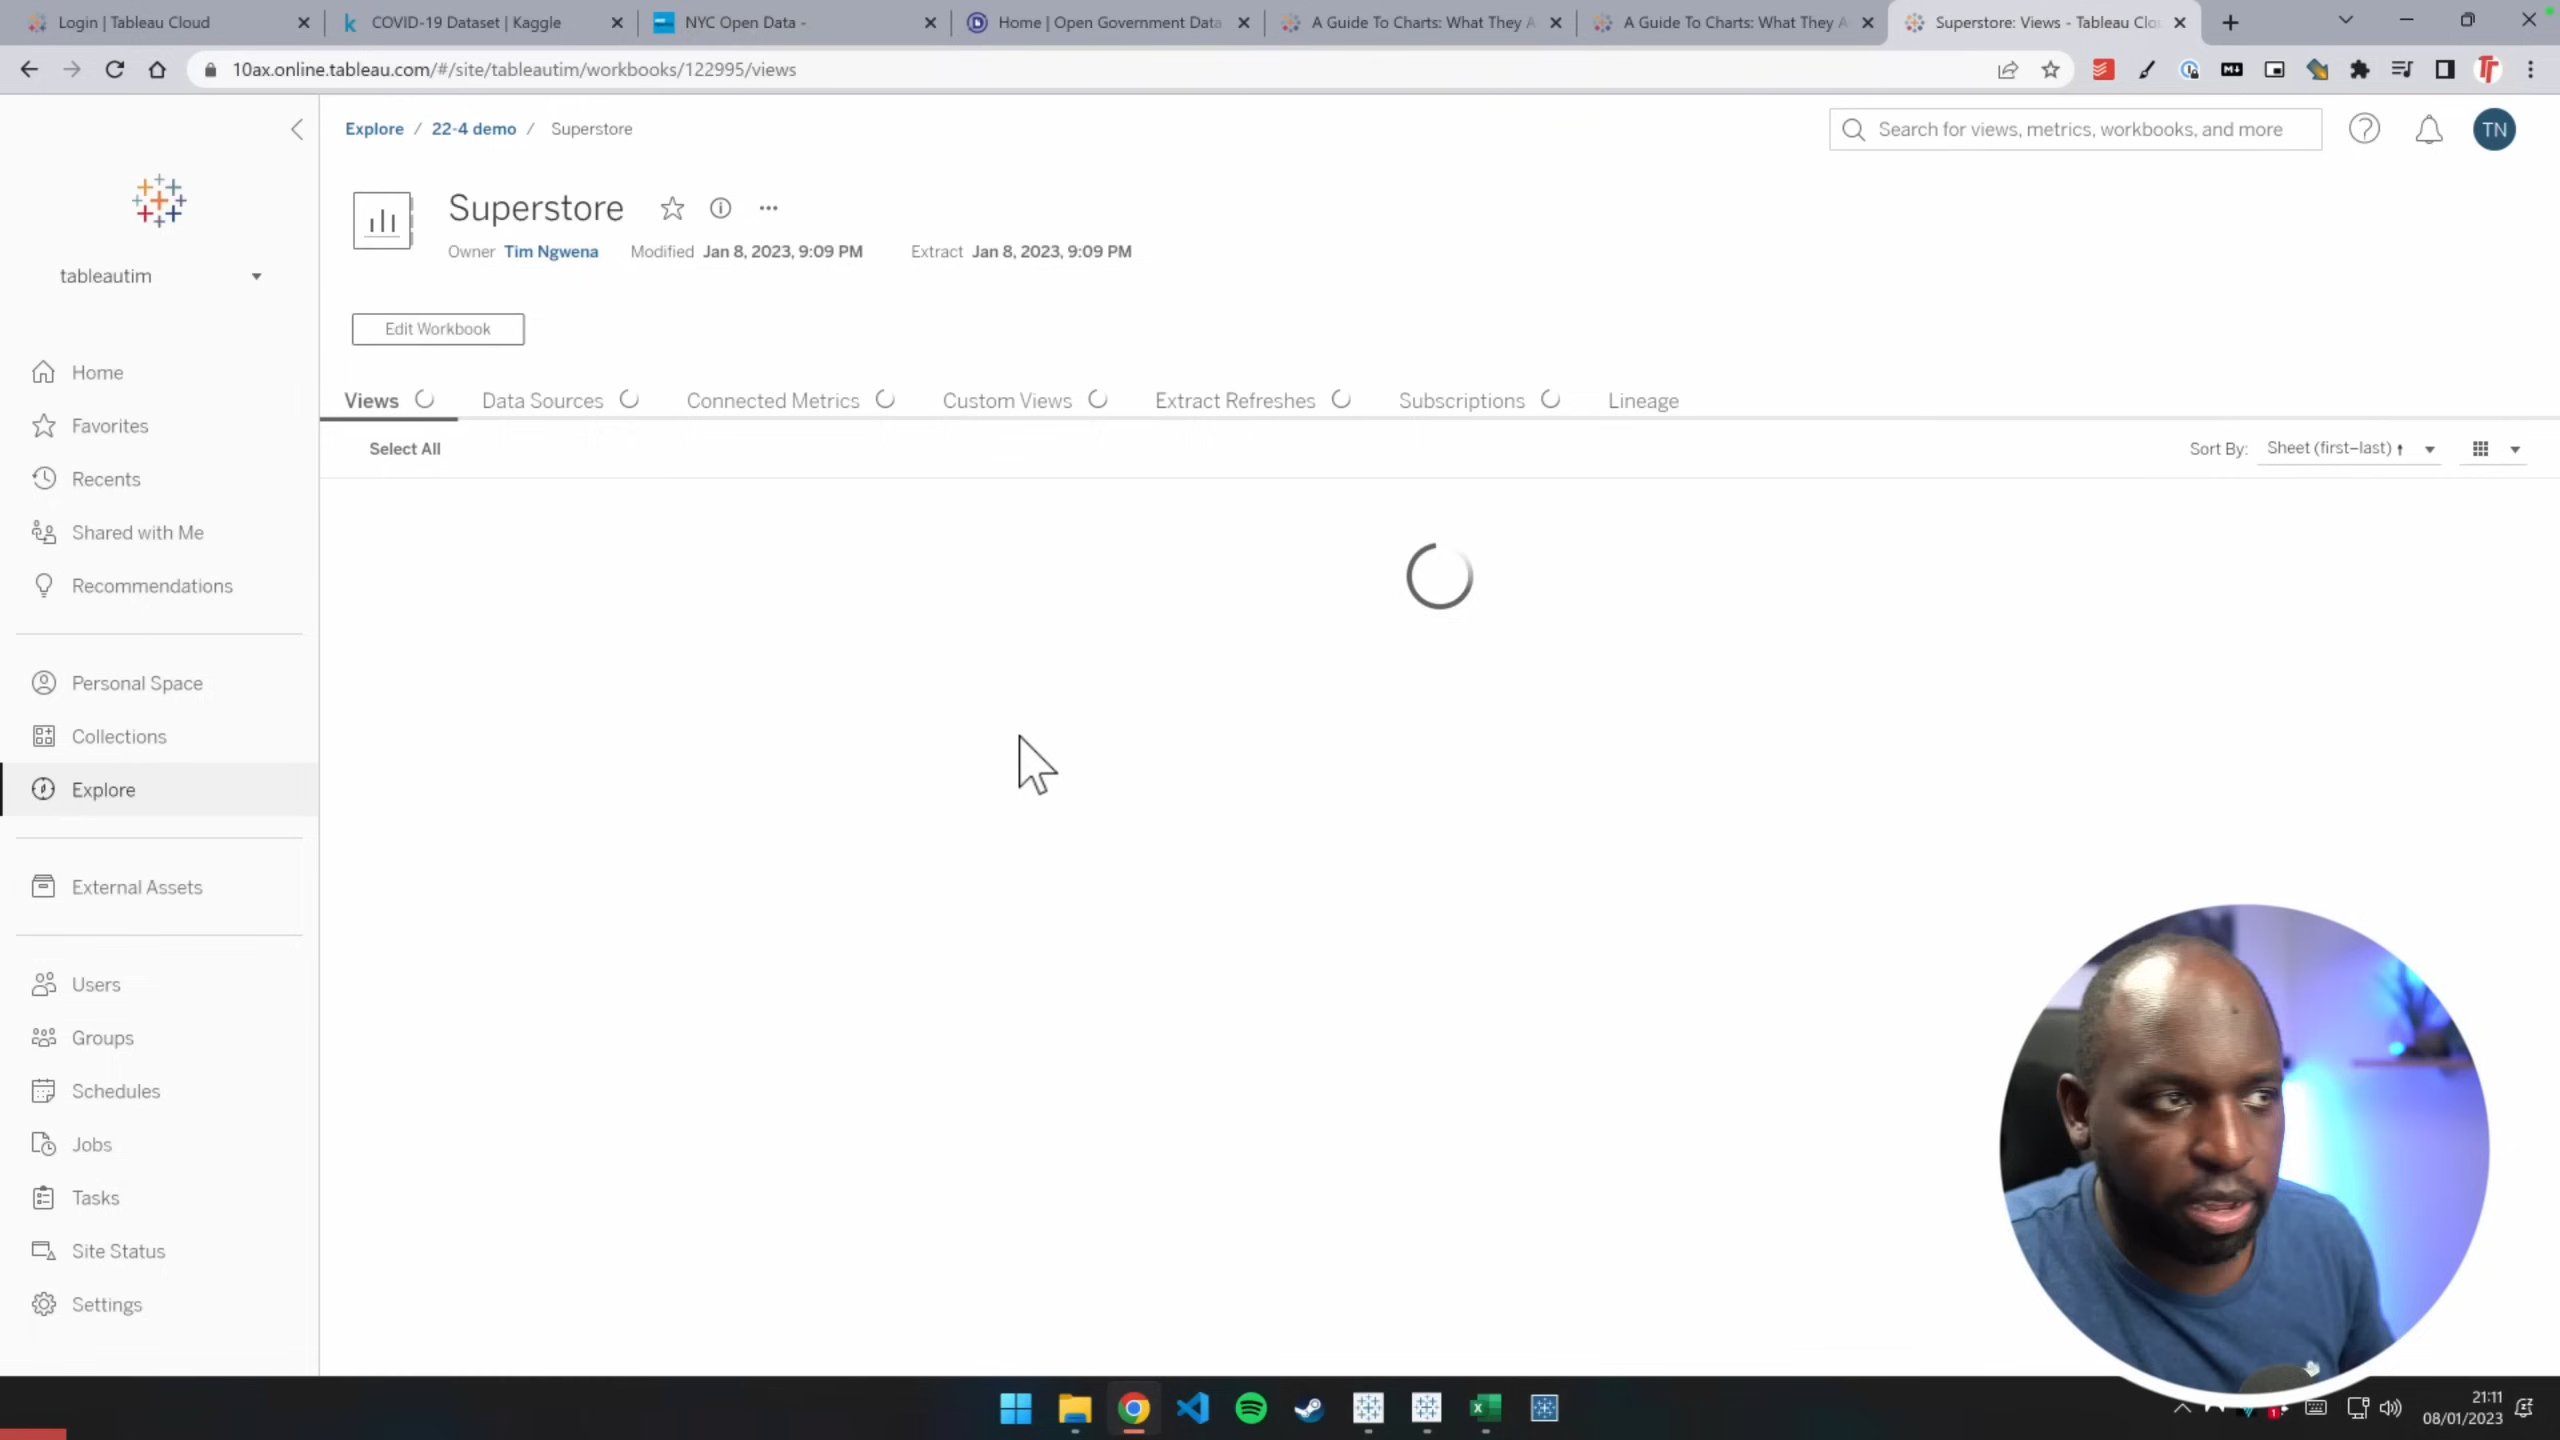 Login | Tableau Cloud
COVID-19 Dataset | Kaggle
NYC Open Data -
Home | Open Government Data
A Guide To Charts: What They A
A Guide To Charts: What They A
Superstore: Views - Tableau Clo
10ax.online.tableau.com/#/site/tableautim/workbooks/122995/views
Explore / 22-4 demo / Superstore
Search for views, metrics, workbooks, and more
TN
Superstore
Owner Tim Ngwena Modified Jan 8, 2023, 9:09 PM Extract Jan 8, 2023, 9:09 PM
tableautim
Edit Workbook
Views Data Sources Connected Metrics Custom Views Extract Refreshes Subscriptions Lineage
Select All
Sort By: Sheet (first–last)
Home
Favorites
Recents
Shared with Me
Recommendations
Personal Space
Collections
Explore
External Assets
Users
Groups
Schedules
Jobs
Tasks
Site Status
Settings
21:11
08/01/2023